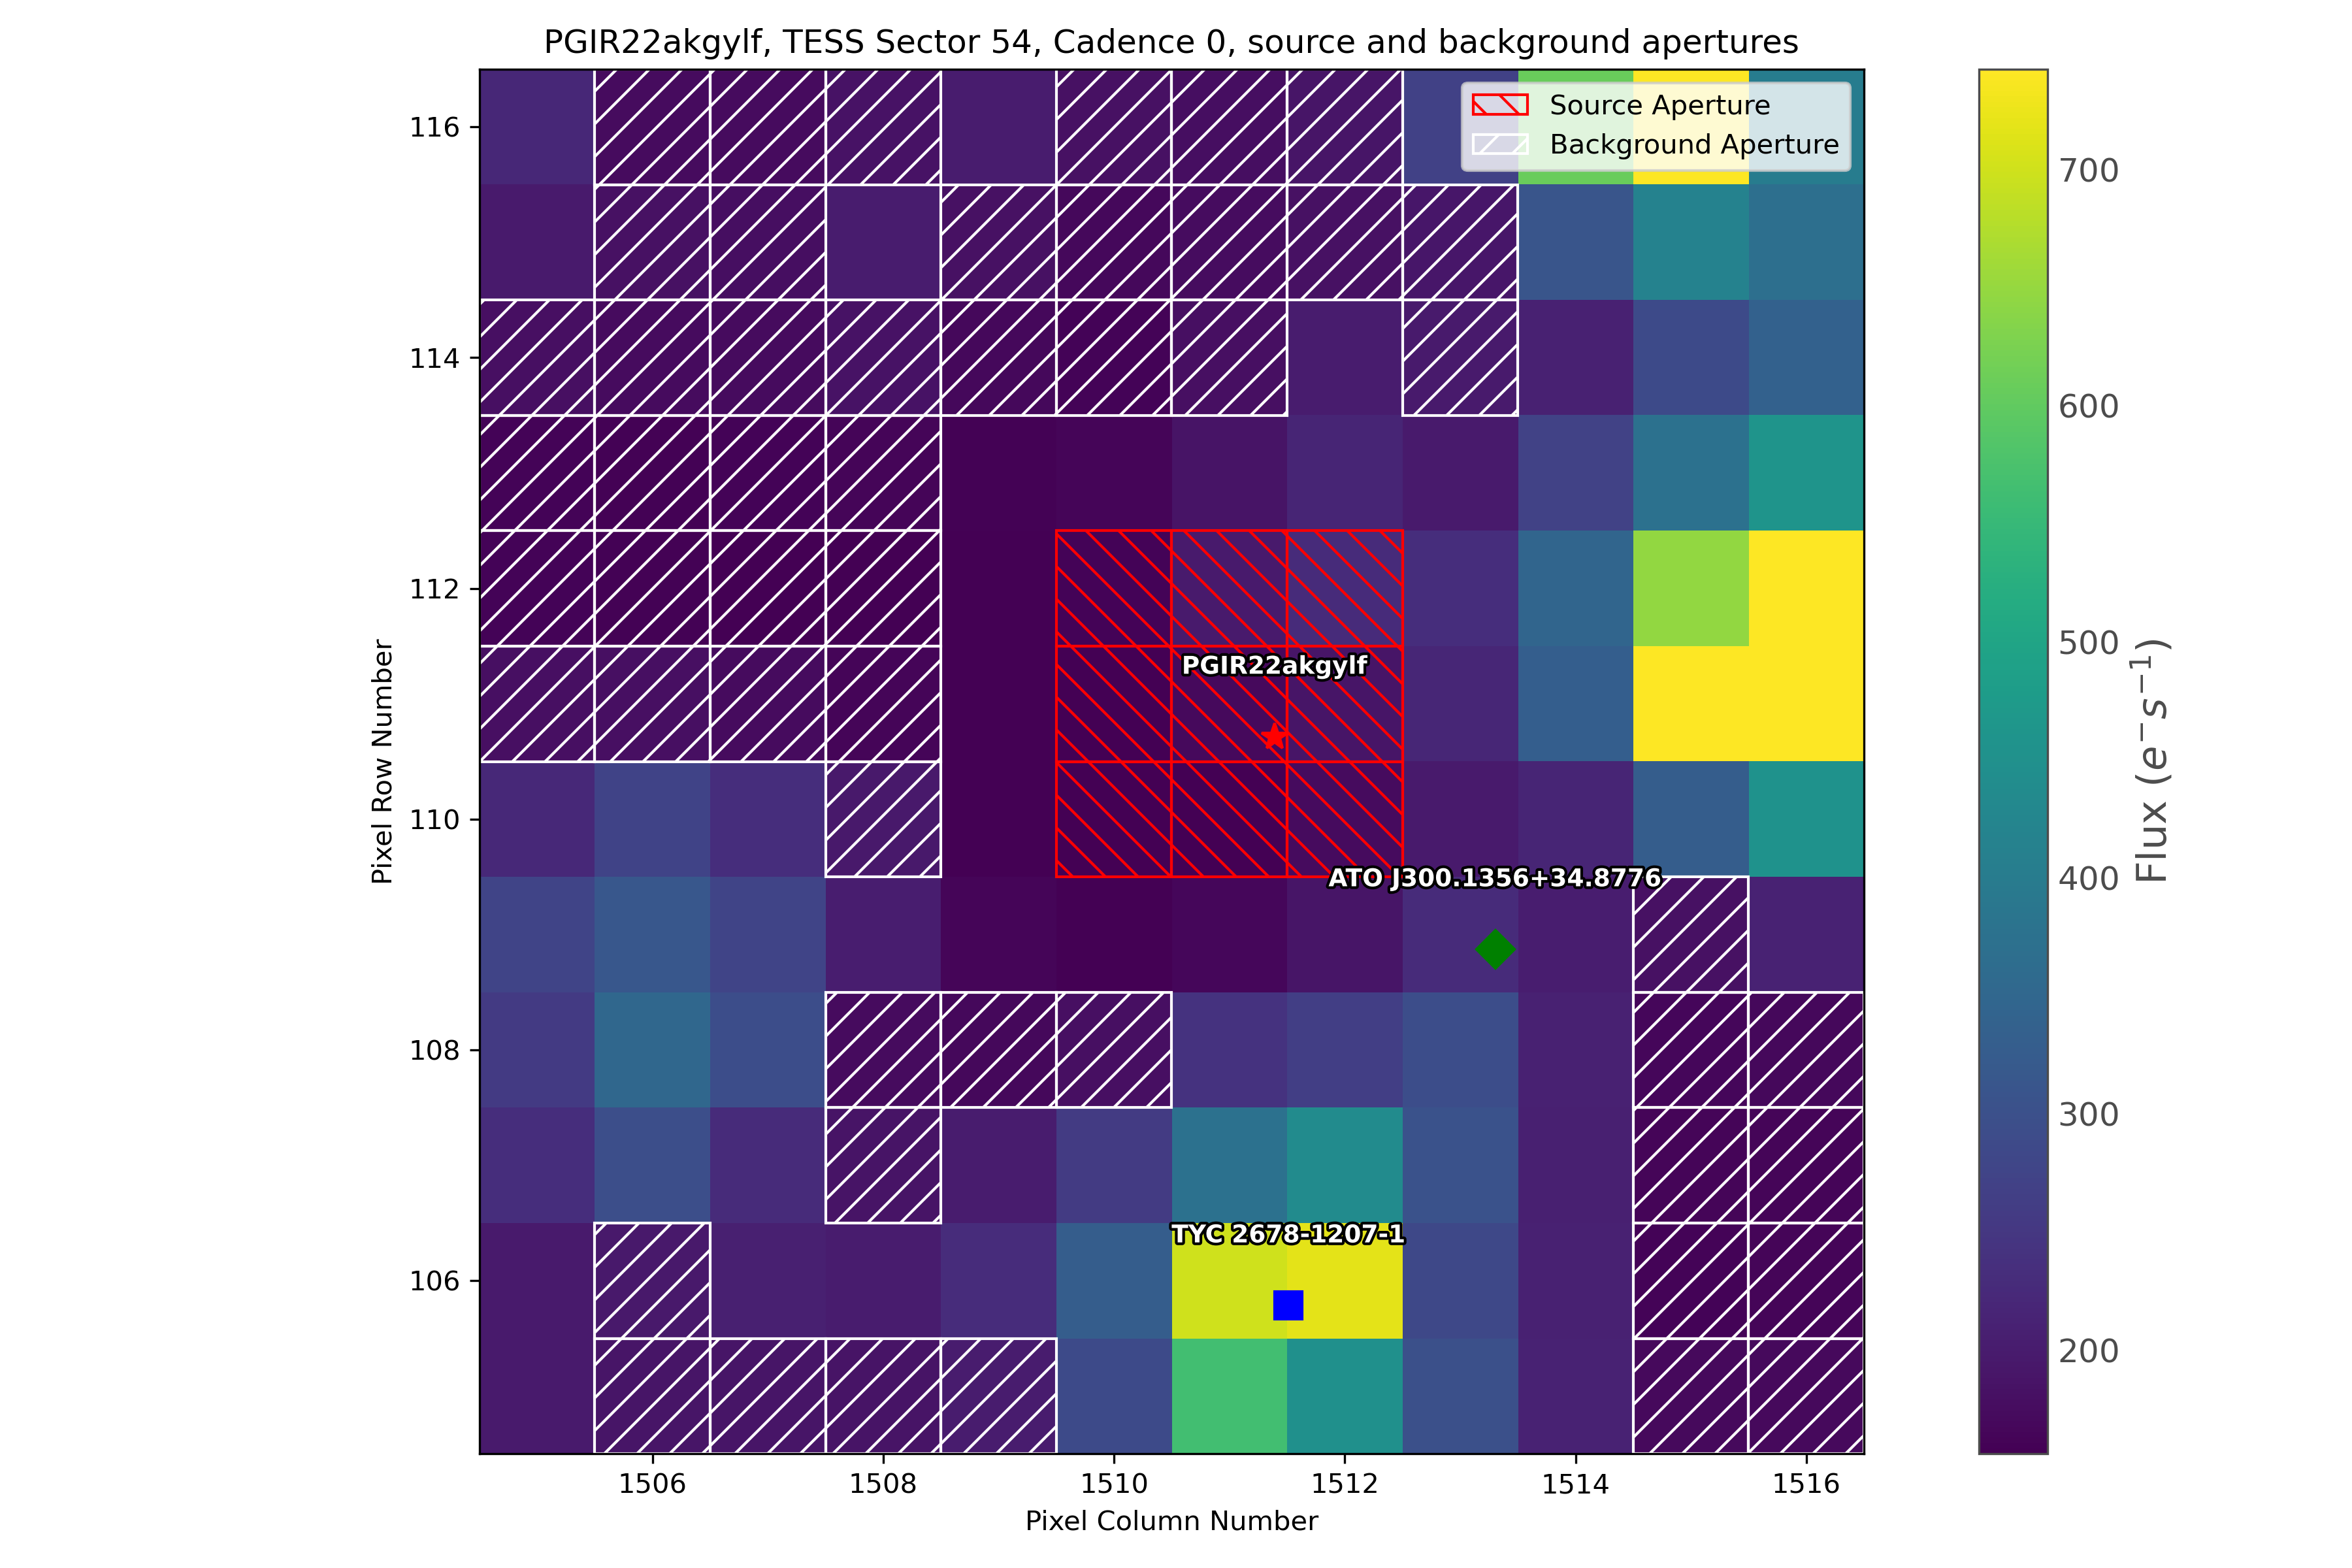 PGIR22akgylf, TESS Sector 54, Cadence 0, source and background apertures
Source Aperture
Background Aperture
116
114
112
110
108
106
Pixel Row Number
PGIR22akgylf
ATO J300.1356+34.8776
TYC 2678-1207-1
1506
1508
1510
1512
1514
1516
Pixel Column Number
700
600
500
400
300
200
Flux (e⁻s⁻¹)